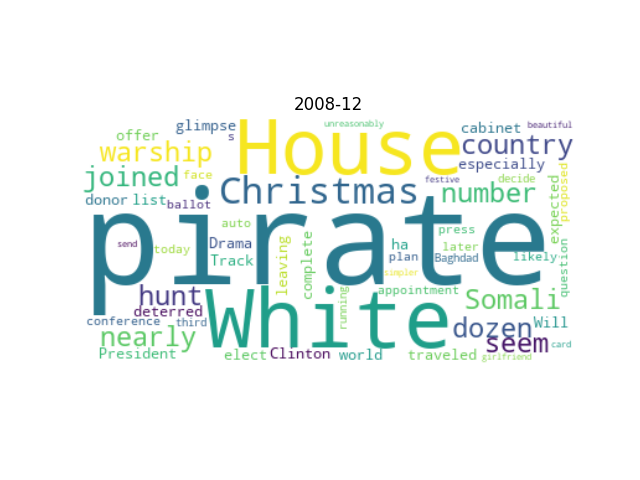 2008-12
unreasonably
beautiful
glimpse
cabinet
offer
s
House
country
warship
especially
joined
face
festive
decide
proposed
Christmas
number
expected
donor
list
ballot
pirate
auto
press
send
today
Drama
leaving
complete
ha
later
question
Track
plan
Baghdad
likely
simpler
hunt
running
appointment
Somali
deterred
White
conference
third
dozen
Will
nearly
seem
card
President
elect
Clinton
world
traveled
girlfriend